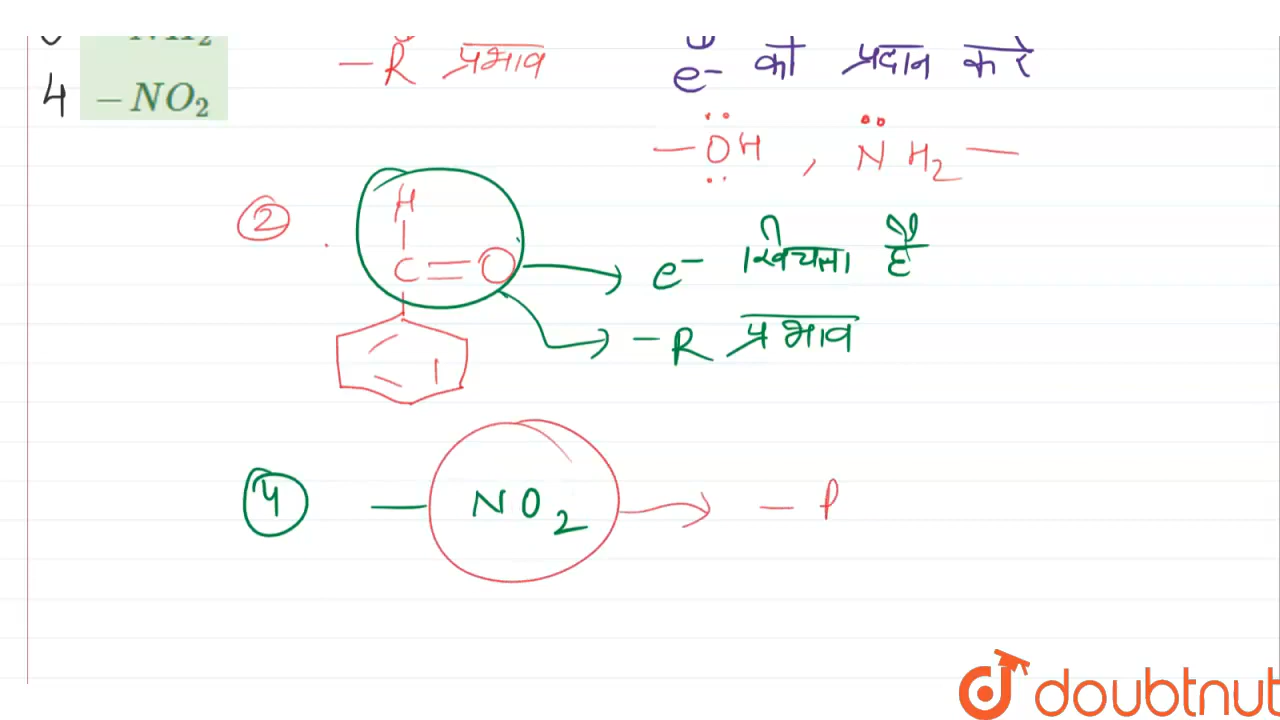 4 – NO₂
– R प्रभाव
e⁻ को प्रदान करे
– ÖH , N̈H₂ –
②
H
C = O
e⁻ खिंचता है
– R प्रभाव
④ – NO₂ → –
doubtnut